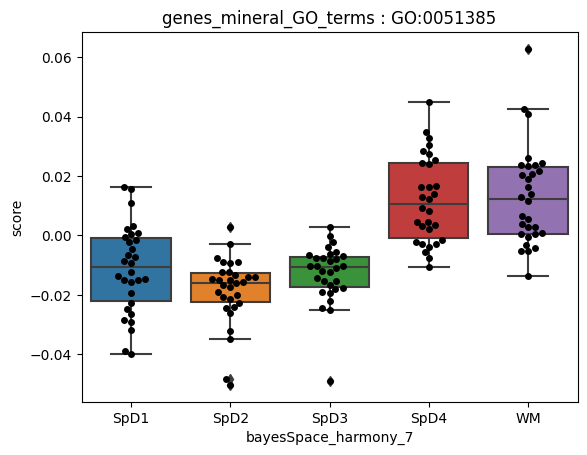 genes_mineral_GO_terms : GO:0051385
score
0.06
0.04
0.02
0.00
−0.02
−0.04
SpD1 SpD2 SpD3 SpD4 WM
bayesSpace_harmony_7